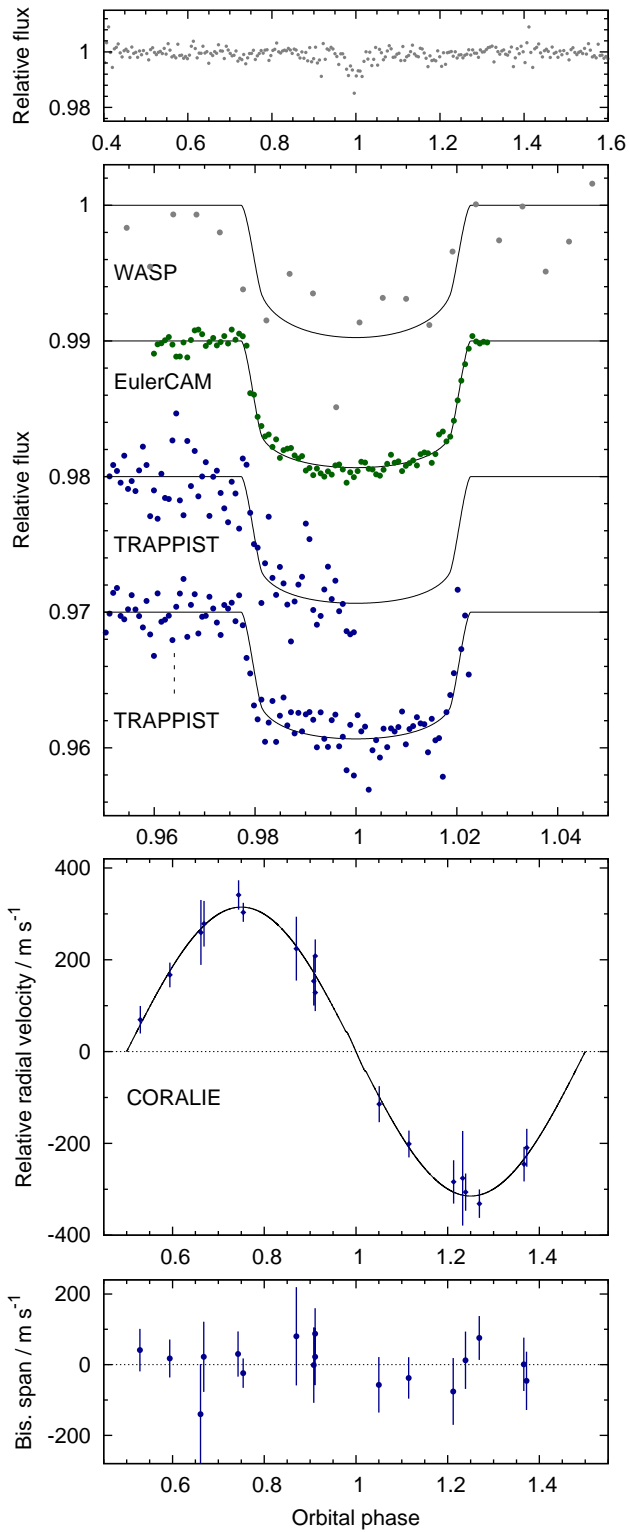 Relative flux
1
0.98
0.4 0.6 0.8 1 1.2 1.4 1.6
Relative flux
1
0.99
0.98
0.97
0.96
WASP
EulerCAM
TRAPPIST
TRAPPIST
0.96 0.98 1 1.02 1.04
Relative radial velocity / m s⁻¹
400
200
0
-200
-400
CORALIE
0.6 0.8 1 1.2 1.4
Bis. span / m s⁻¹
200
0
-200
0.6 0.8 1 1.2 1.4
Orbital phase